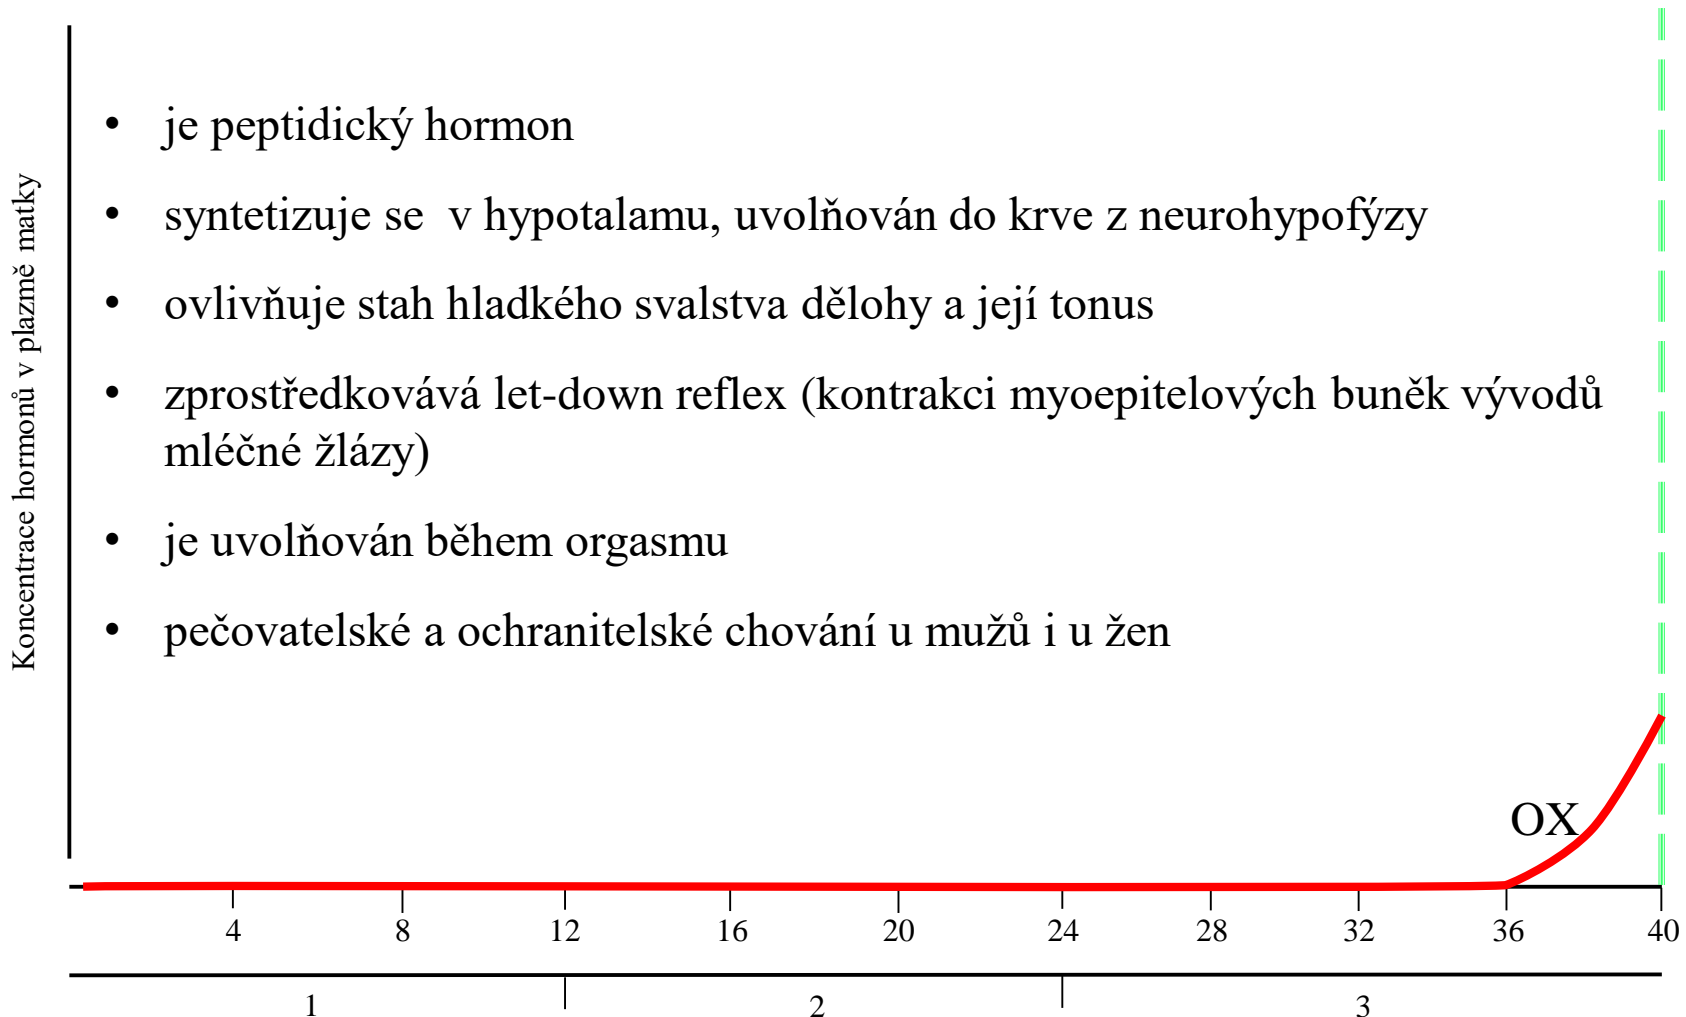 Koncentrace hormonů v plazmě matky
• je peptidický hormon
• syntetizuje se  v hypotalamu, uvolňován do krve z neurohypofýzy
• ovlivňuje stah hladkého svalstva dělohy a její tonus
• zprostředkovává let-down reflex (kontrakci myoepitelových buněk vývodů
mléčné žlázy)
• je uvolňován během orgasmu
• pečovatelské a ochranitelské chování u mužů i u žen
OX
4 8 12 16 20 24 28 32 36 40
1 2 3